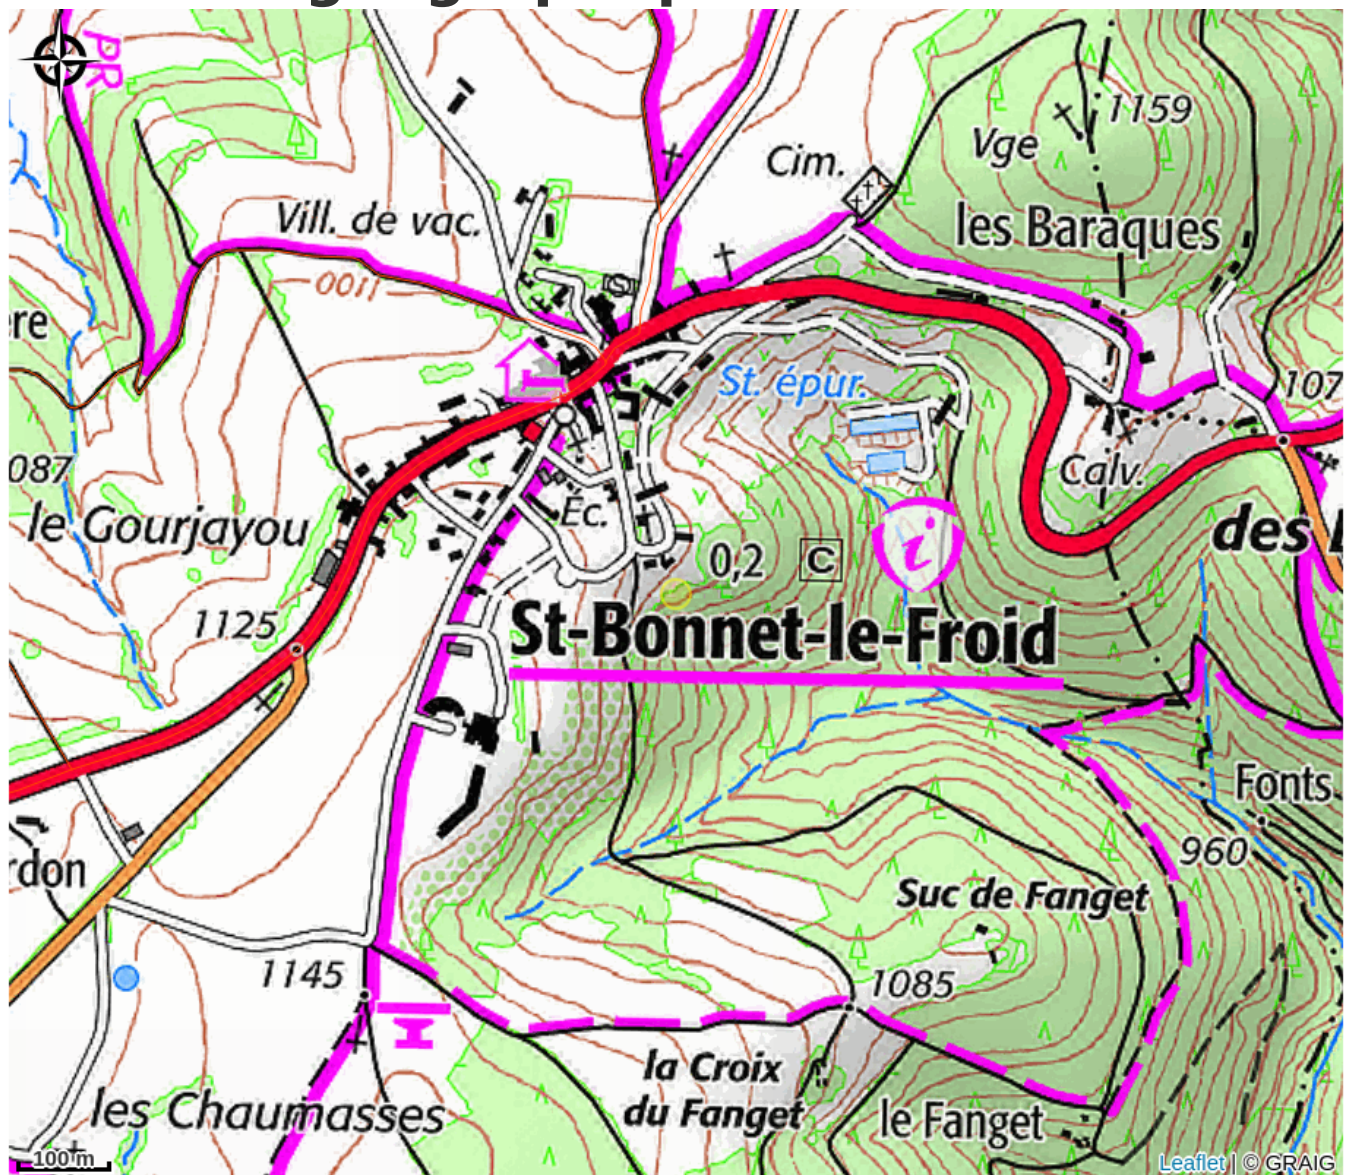 PR
1159
Vge
Cim.
les Baraques
Vill. de vac.
1100
re
St. épur.
107
087
Calv.
le Gourjayou
Éc.
i
des
0,2
C
1125
St-Bonnet-le-Froid
Fonts
960
rdon
Suc de Fanget
1145
1085
la Croix
du Fanget
le Fanget
les Chaumasses
100 m
Leaflet | © GRAIG